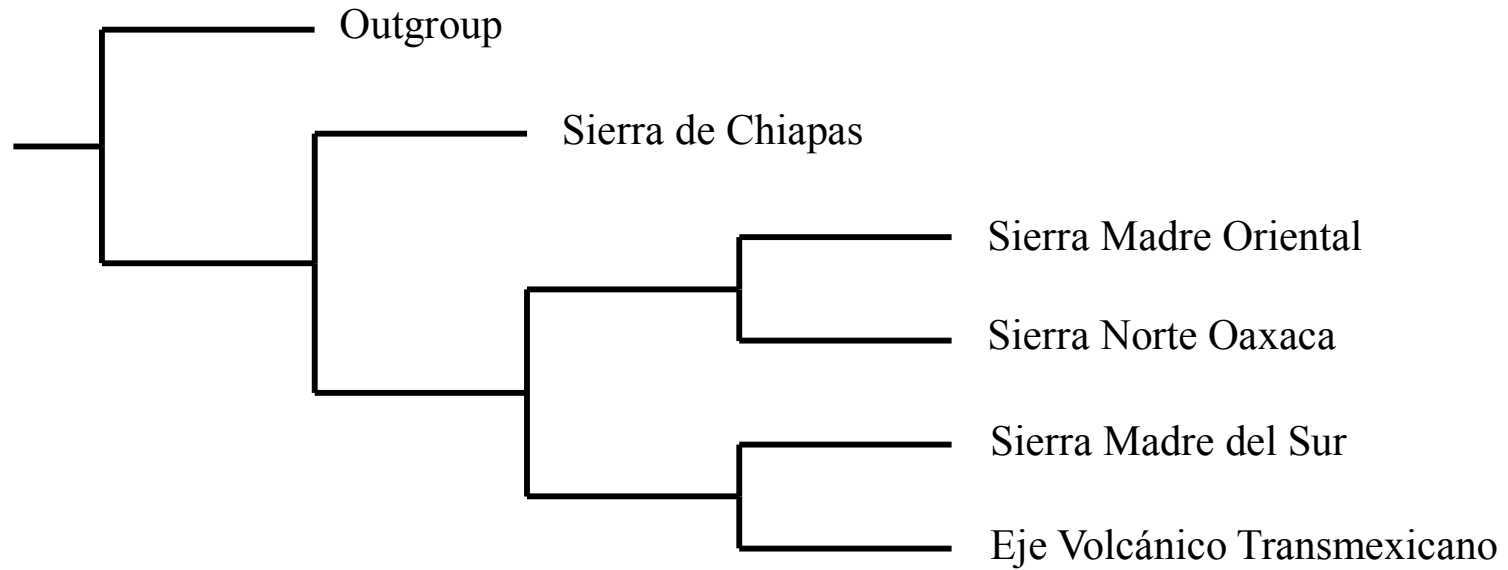 Outgroup
Sierra de Chiapas
Sierra Madre Oriental
Sierra Norte Oaxaca
Sierra Madre del Sur
Eje Volcánico Transmexicano